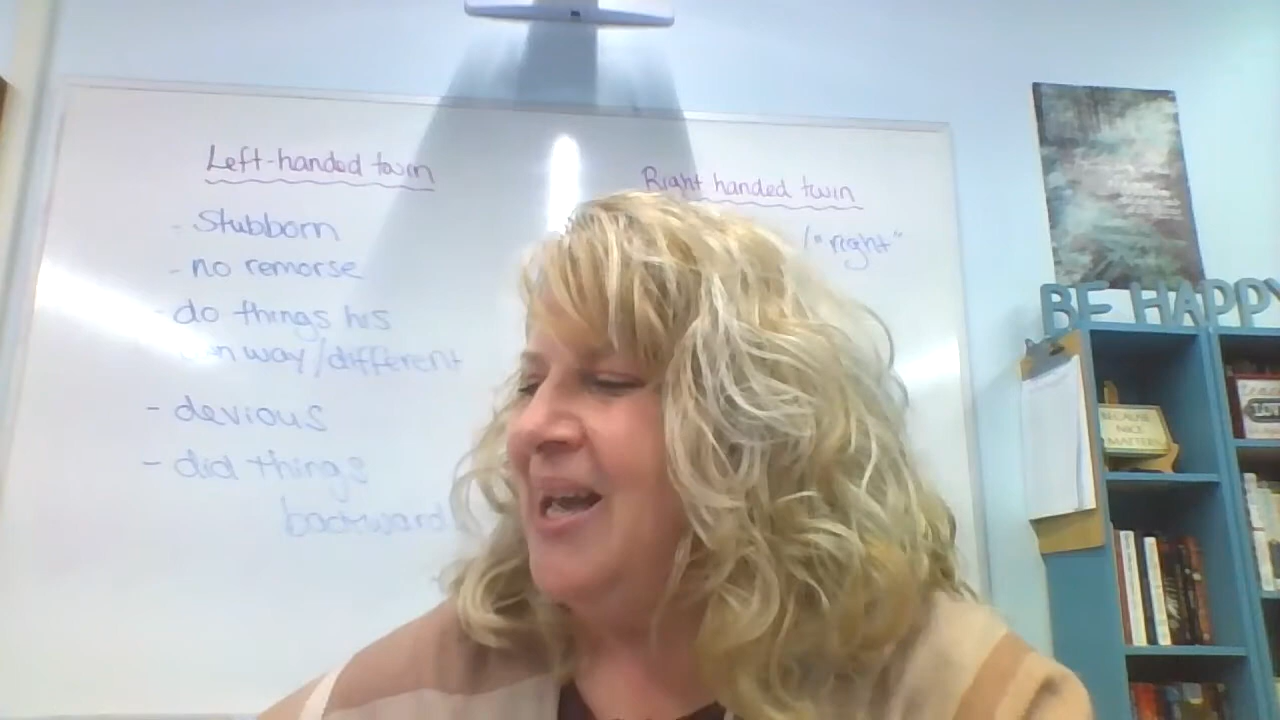 Left-handed twin
- Stubborn
- no remorse
- do things his
way/different
- devious
- did things
backward
Right handed twin
/"right"
BE HAPPY
BECAUSE
NICE
MATTERS